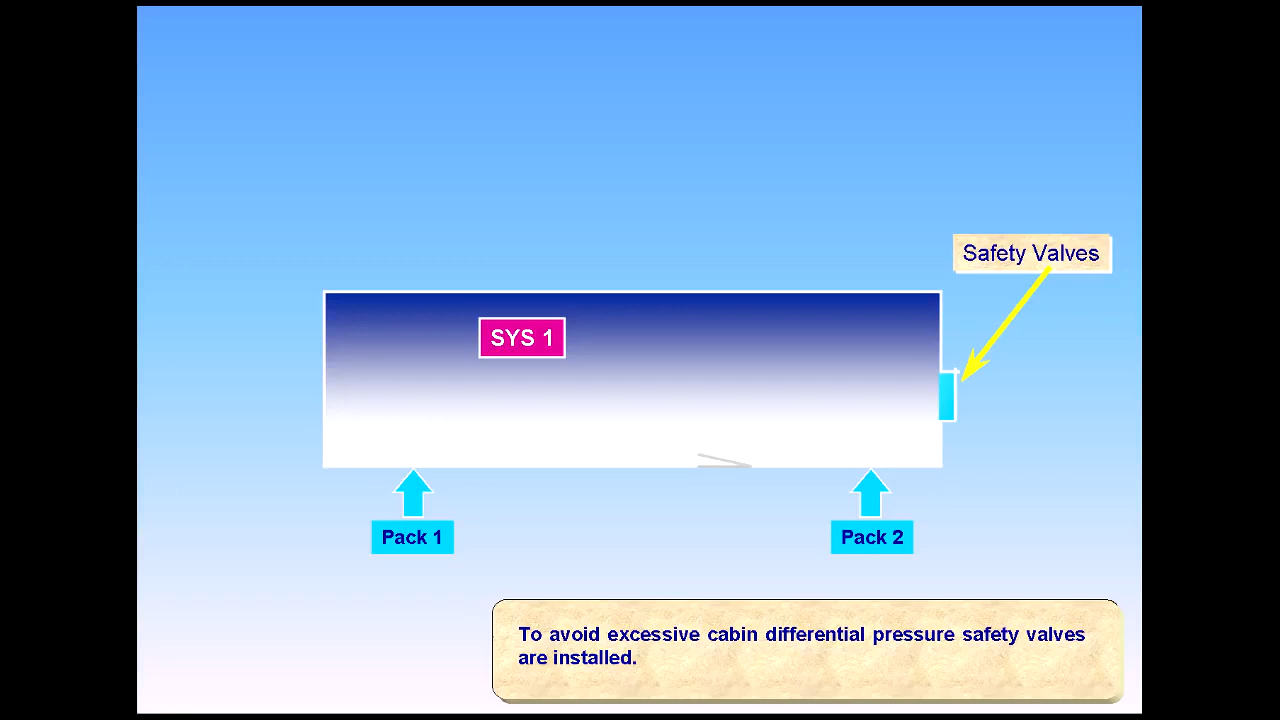 Safety Valves
SYS 1
Pack 1
Pack 2
To avoid excessive cabin differential pressure safety valves
are installed.